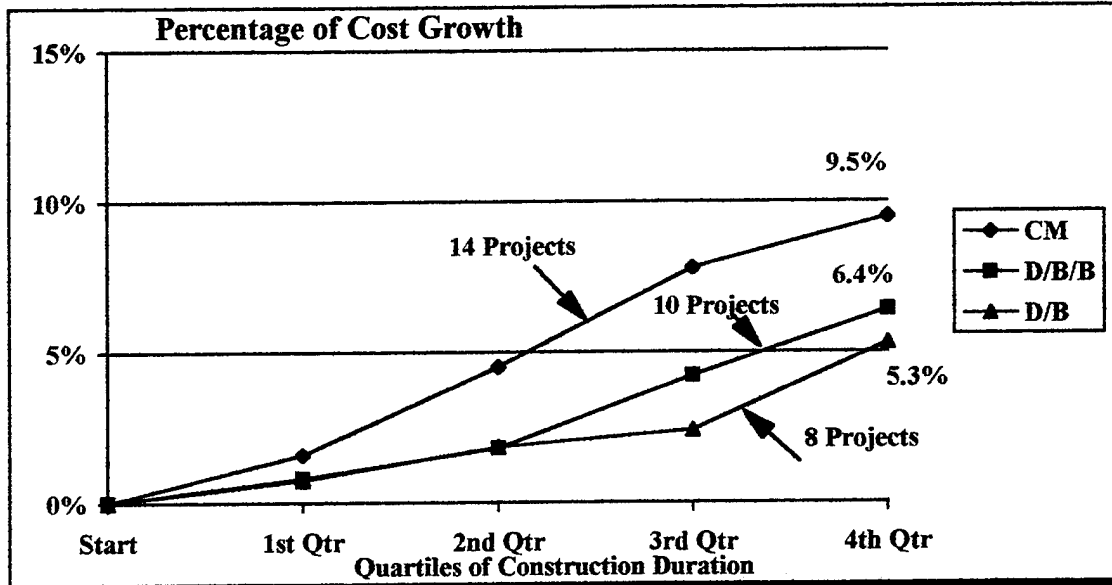 Percentage of Cost Growth
15%
9.5%
10%
14 Projects
CM
D/B/B
D/B
6.4%
10 Projects
5%
5.3%
8 Projects
0%
Start 1st Qtr 2nd Qtr 3rd Qtr 4th Qtr
Quartiles of Construction Duration